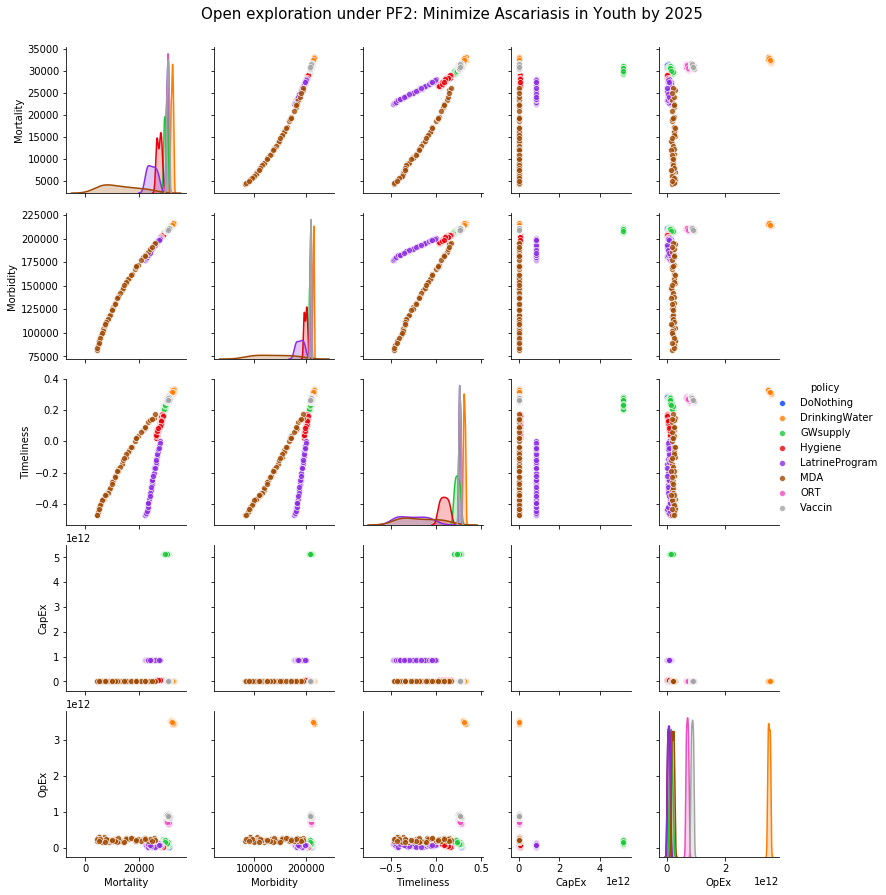 Open exploration under PF2: Minimize Ascariasis in Youth by 2025
35000
30000
25000
20000
15000
10000
5000
Mortality
225000
200000
175000
150000
125000
100000
75000
Morbidity
0.4
0.2
0.0
−0.2
−0.4
Timeliness
policy
DoNothing
DrinkingWater
GWsupply
Hygiene
LatrineProgram
MDA
ORT
Vaccin
1e12
5
4
3
2
1
0
CapEx
1e12
3
2
1
0
OpEx
0 20000
100000 200000
−0.5 0.0 0.5
0 2 4
0 2
1e12 1e12
Mortality Morbidity Timeliness CapEx OpEx